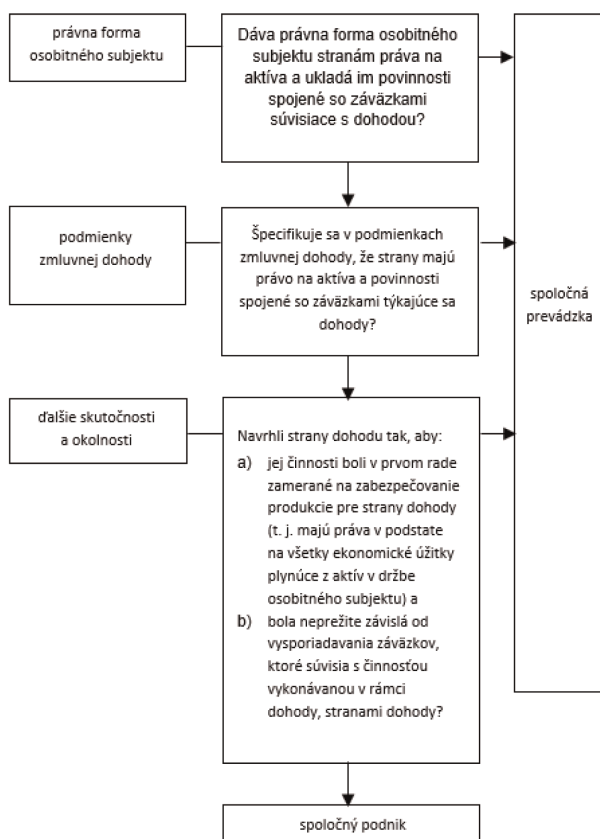 právna forma
osobitného subjektu
Dáva právna forma osobitného
subjektu stranám práva na
aktíva a ukladá im povinnosti
spojené so záväzkami
súvisiace s dohodou?
podmienky
zmluvnej dohody
Špecifikuje sa v podmienkach
zmluvnej dohody, že strany majú
právo na aktíva a povinnosti
spojené so záväzkami týkajúce sa
dohody?
spoločná
prevádzka
ďalšie skutočnosti
a okolnosti
Navrhli strany dohodu tak, aby:
a) jej činnosti boli v prvom rade
zamerané na zabezpečovanie
produkcie pre strany dohody
(t. j. majú práva v podstate
na všetky ekonomické úžitky
plynúce z aktív v držbe
osobitného subjektu) a
b) bola neprežite závislá od
vysporiadavania záväzkov,
ktoré súvisia s činnosťou
vykonávanou v rámci
dohody, stranami dohody?
spoločný podnik